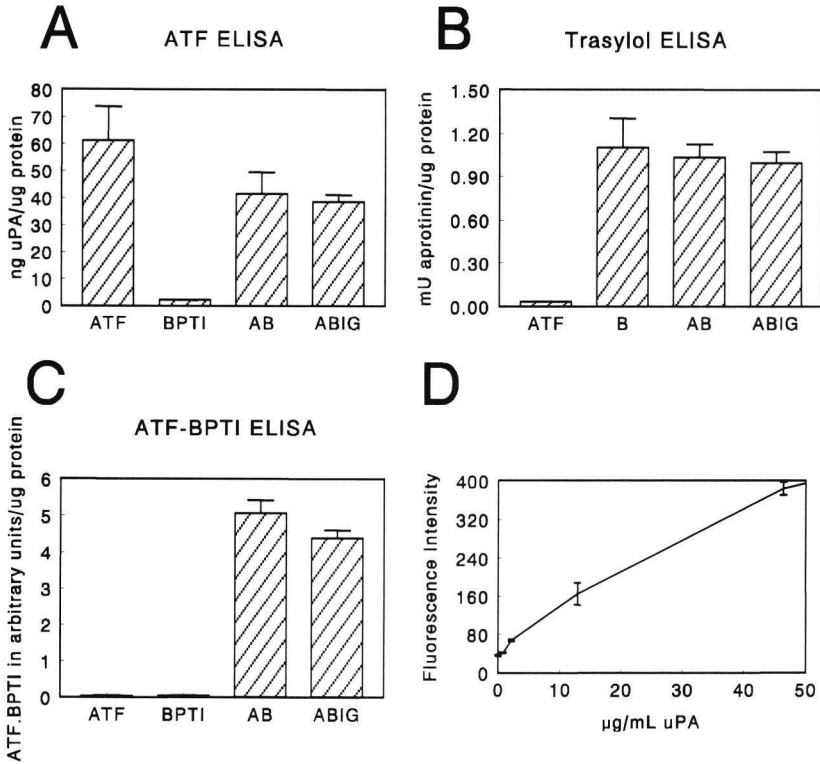 A
ATF ELISA
ng uPA/ug protein
80
70
60
50
40
30
20
10
0
ATF BPTI AB ABIG
B
Trasylol ELISA
mU aprotinin/ug protein
1.50
1.20
0.90
0.60
0.30
0.00
ATF B AB ABIG
C
ATF-BPTI ELISA
ATF.BPTI in arbitrary units/ug protein
6
5
4
3
2
1
0
ATF BPTI AB ABIG
D
Fluorescence Intensity
400
320
240
160
80
0
0 10 20 30 40 50
µg/mL uPA